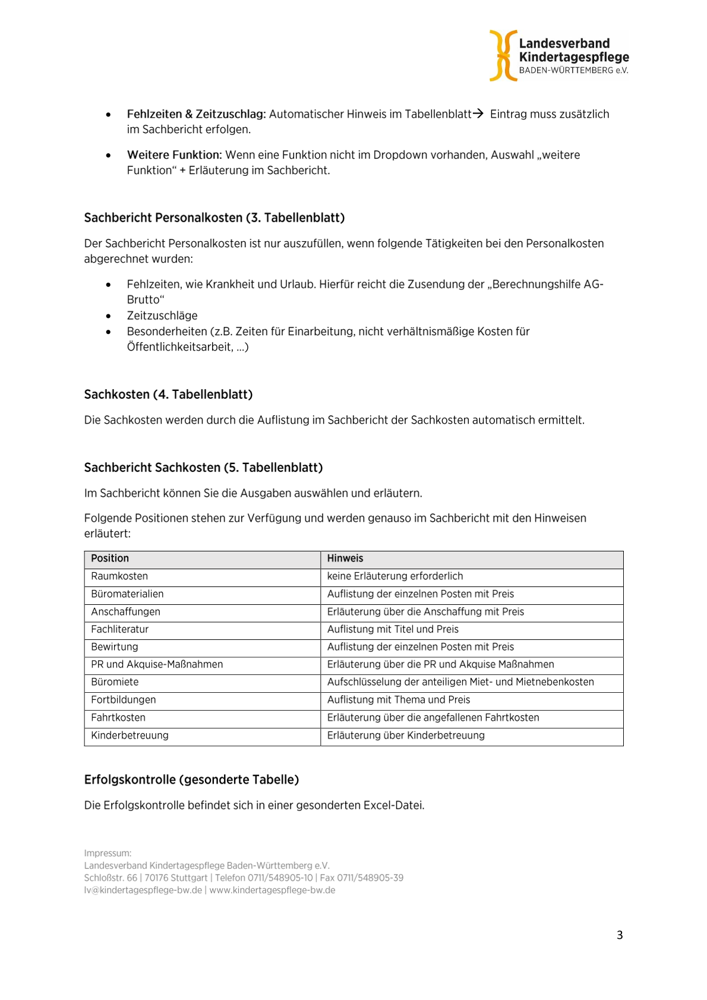 Landesverband
Kindertagespflege
BADEN-WÜRTTEMBERG e.V.
• Fehlzeiten & Zeitzuschlag: Automatischer Hinweis im Tabellenblatt→ Eintrag muss zusätzlich
im Sachbericht erfolgen.
• Weitere Funktion: Wenn eine Funktion nicht im Dropdown vorhanden, Auswahl „weitere
Funktion“ + Erläuterung im Sachbericht.
Sachbericht Personalkosten (3. Tabellenblatt)
Der Sachbericht Personalkosten ist nur auszufüllen, wenn folgende Tätigkeiten bei den Personalkosten
abgerechnet wurden:
• Fehlzeiten, wie Krankheit und Urlaub. Hierfür reicht die Zusendung der „Berechnungshilfe AG-
Brutto“
• Zeitzuschläge
• Besonderheiten (z.B. Zeiten für Einarbeitung, nicht verhältnismäßige Kosten für
Öffentlichkeitsarbeit, …)
Sachkosten (4. Tabellenblatt)
Die Sachkosten werden durch die Auflistung im Sachbericht der Sachkosten automatisch ermittelt.
Sachbericht Sachkosten (5. Tabellenblatt)
Im Sachbericht können Sie die Ausgaben auswählen und erläutern.
Folgende Positionen stehen zur Verfügung und werden genauso im Sachbericht mit den Hinweisen
erläutert:
Position Hinweis
Raumkosten keine Erläuterung erforderlich
Büromaterialien Auflistung der einzelnen Posten mit Preis
Anschaffungen Erläuterung über die Anschaffung mit Preis
Fachliteratur Auflistung mit Titel und Preis
Bewirtung Auflistung der einzelnen Posten mit Preis
PR und Akquise-Maßnahmen Erläuterung über die PR und Akquise Maßnahmen
Büromiete Aufschlüsselung der anteiligen Miet- und Mietnebenkosten
Fortbildungen Auflistung mit Thema und Preis
Fahrtkosten Erläuterung über die angefallenen Fahrtkosten
Kinderbetreuung Erläuterung über Kinderbetreuung
Erfolgskontrolle (gesonderte Tabelle)
Die Erfolgskontrolle befindet sich in einer gesonderten Excel-Datei.
Impressum:
Landesverband Kindertagespflege Baden-Württemberg e.V.
Schloßstr. 66 | 70176 Stuttgart | Telefon 0711/548905-10 | Fax 0711/548905-39
lv@kindertagespflege-bw.de | www.kindertagespflege-bw.de
3